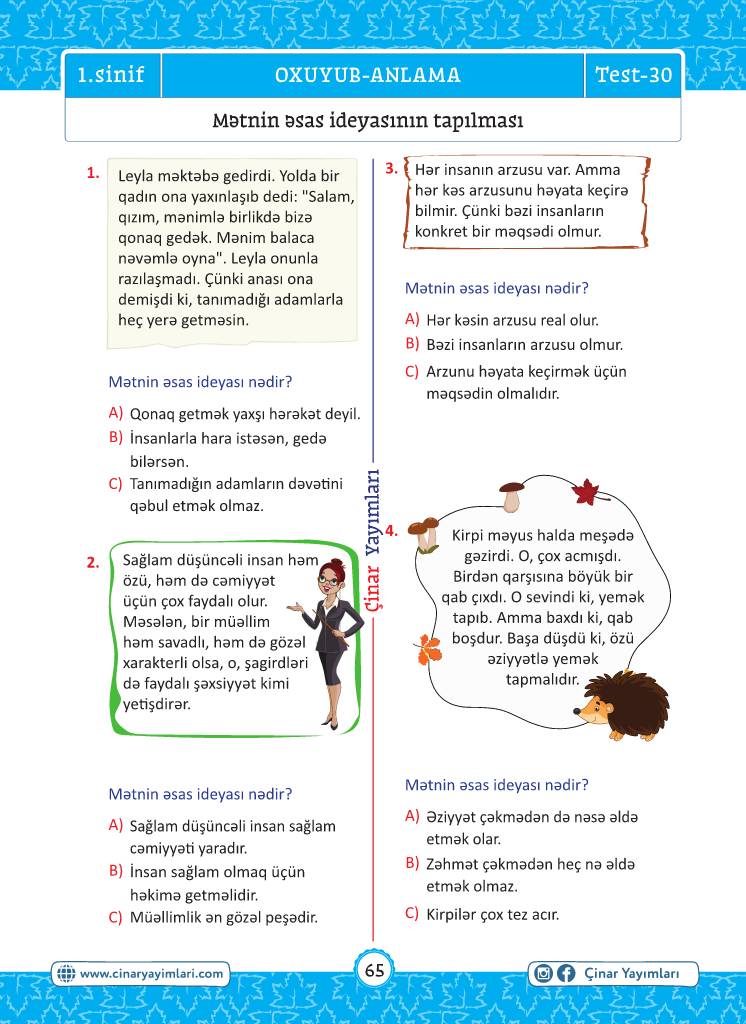 1.sinif
OXUYUB-ANLAMA
Test-30
Mətnin əsas ideyasının tapılması
1.
Leyla məktəbə gedirdi. Yolda bir
qadın ona yaxınlaşıb dedi: "Salam,
qızım, mənimlə birlikdə bizə
qonaq gedək. Mənim balaca
nəvəmlə oyna". Leyla onunla
razılaşmadı. Çünki anası ona
demişdi ki, tanımadığı adamlarla
heç yerə getməsin.
Mətnin əsas ideyası nədir?
A) Qonaq getmək yaxşı hərəkət deyil.
B) İnsanlarla hara istəsən, gedə
bilərsən.
C) Tanımadığın adamların dəvətini
qəbul etmək olmaz.
2.
Sağlam düşüncəli insan həm
özü, həm də cəmiyyət
üçün çox faydalı olur.
Məsələn, bir müəllim
həm savadlı, həm də gözəl
xarakterli olsa, o, şagirdləri
də faydalı şəxsiyyət kimi
yetişdirər.
Mətnin əsas ideyası nədir?
A) Sağlam düşüncəli insan sağlam
cəmiyyəti yaradır.
B) İnsan sağlam olmaq üçün
həkimə getməlidir.
C) Müəllimlik ən gözəl peşədir.
Çinar Yayımları
3.
Hər insanın arzusu var. Amma
hər kəs arzusunu həyata keçirə
bilmir. Çünki bəzi insanların
konkret bir məqsədi olmur.
Mətnin əsas ideyası nədir?
A) Hər kəsin arzusu real olur.
B) Bəzi insanların arzusu olmur.
C) Arzunu həyata keçirmək üçün
məqsədin olmalıdır.
4.
Kirpi məyus halda meşədə
gəzirdi. O, çox acmışdı.
Birdən qarşısına böyük bir
qab çıxdı. O sevindi ki, yemək
tapıb. Amma baxdı ki, qab
boşdur. Başa düşdü ki, özü
əziyyətlə yemək
tapmalıdır.
Mətnin əsas ideyası nədir?
A) Əziyyət çəkmədən də nəsə əldə
etmək olar.
B) Zəhmət çəkmədən heç nə əldə
etmək olmaz.
C) Kirpilər çox tez acır.
www.cinaryayimlari.com
65
Çinar Yayımları